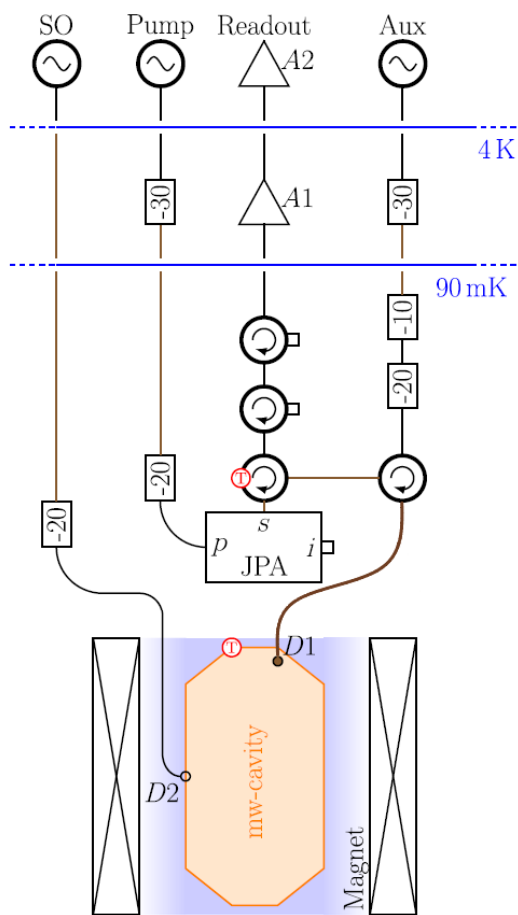 SO
Pump
Readout
Aux
A2
4 K
-30
A1
-30
90 mK
-10
-20
-20
-20
T
s
p
i
JPA
T
D1
mw-cavity
D2
Magnet